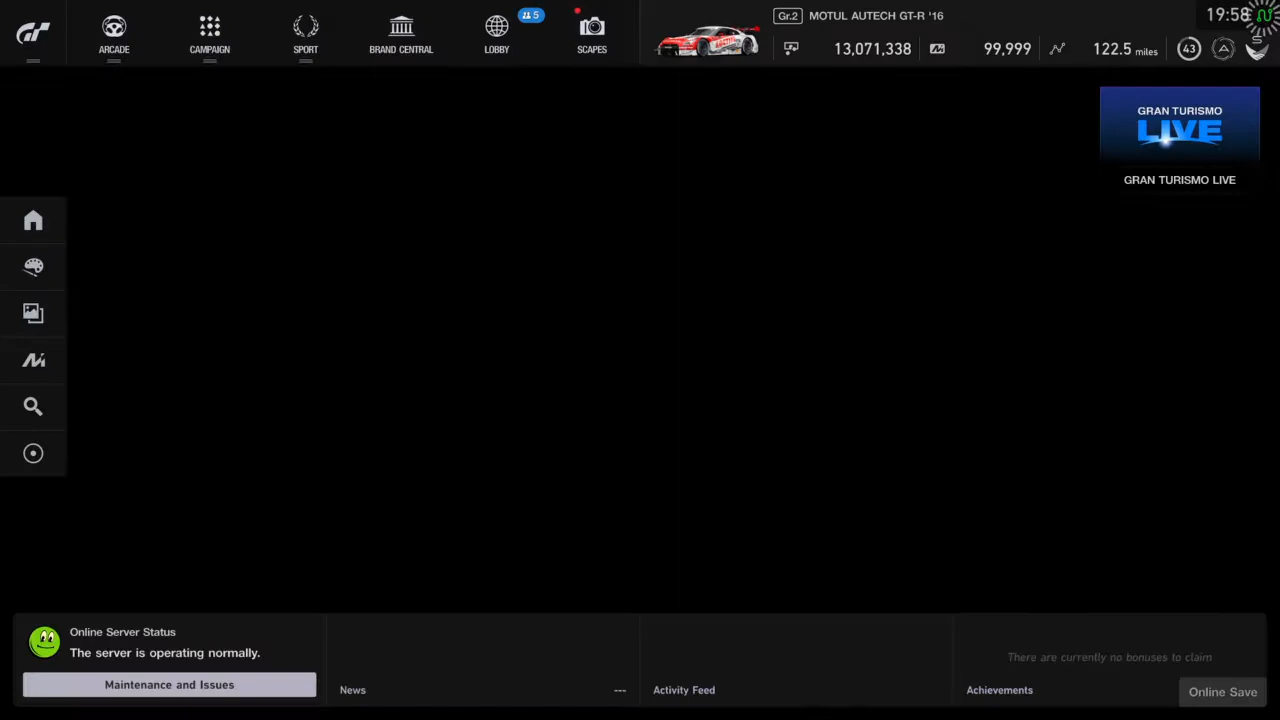 ARCADE
CAMPAIGN
SPORT
BRAND CENTRAL
LOBBY
5
SCAPES
Gr.2 MOTUL AUTECH GT-R '16
19:58
13,071,338
99,999
122.5 miles
43
S
GRAN TURISMO
LIVE
GRAN TURISMO LIVE
Online Server Status
The server is operating normally.
Maintenance and Issues
News ---
Activity Feed
There are currently no bonuses to claim
Achievements
Online Save